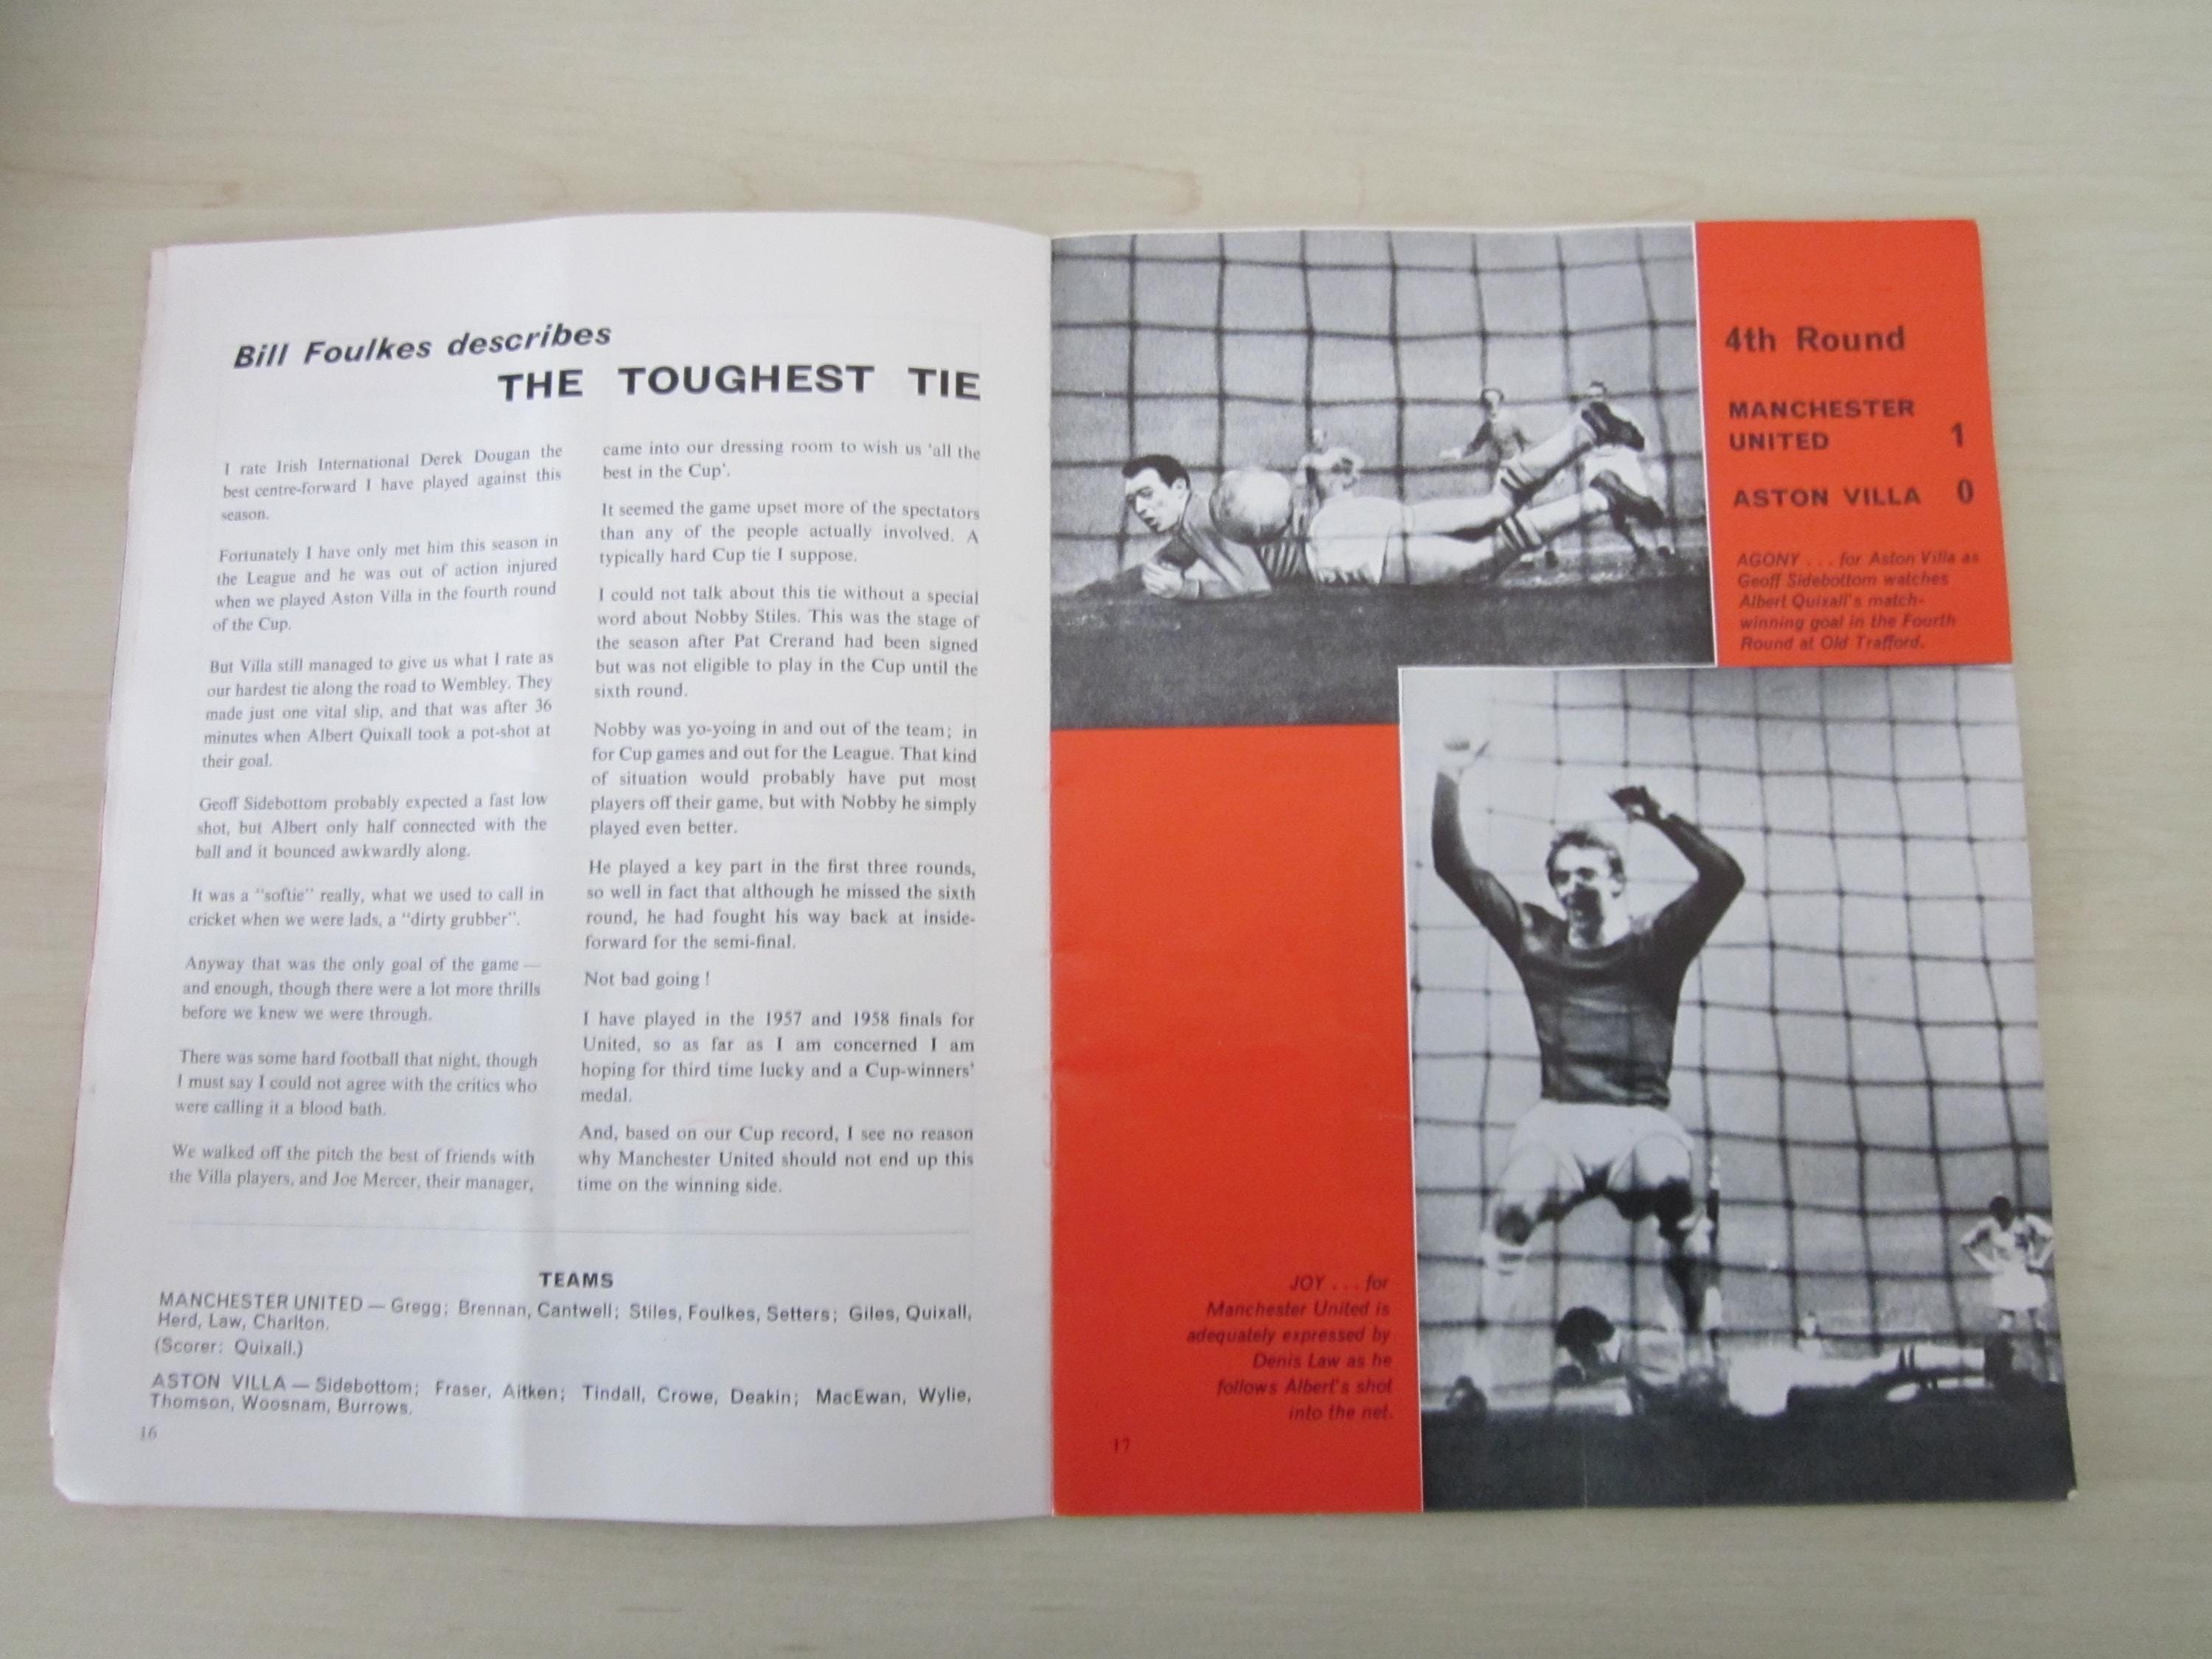 Bill Foulkes describes
THE TOUGHEST TIE
I rate Irish International Derek Dougan the
best centre-forward I have played against this
season.
Fortunately I have only met him this season in
the League and he was out of action injured
when we played Aston Villa in the fourth round
of the Cup.
But Villa still managed to give us what I rate as
our hardest tie along the road to Wembley. They
made just one vital slip, and that was after 36
minutes when Albert Quixall took a pot-shot at
their goal.
Geoff Sidebottom probably expected a fast low
shot, but Albert only half connected with the
ball and it bounced awkwardly along.
It was a "softie" really, what we used to call in
cricket when we were lads, a "dirty grubber".
Anyway that was the only goal of the game —
and enough, though there were a lot more thrills
before we knew we were through.
There was some hard football that night, though
I must say I could not agree with the critics who
were calling it a blood bath.
We walked off the pitch the best of friends with
the Villa players, and Joe Mercer, their manager,
came into our dressing room to wish us 'all the
best in the Cup'.
It seemed the game upset more of the spectators
than any of the people actually involved. A
typically hard Cup tie I suppose.
I could not talk about this tie without a special
word about Nobby Stiles. This was the stage of
the season after Pat Crerand had been signed
but was not eligible to play in the Cup until the
sixth round.
Nobby was yo-yoing in and out of the team; in
for Cup games and out for the League. That kind
of situation would probably have put most
players off their game, but with Nobby he simply
played even better.
He played a key part in the first three rounds,
so well in fact that although he missed the sixth
round, he had fought his way back at inside-
forward for the semi-final.
Not bad going !
I have played in the 1957 and 1958 finals for
United, so as far as I am concerned I am
hoping for third time lucky and a Cup-winners'
medal.
And, based on our Cup record, I see no reason
why Manchester United should not end up this
time on the winning side.
TEAMS
MANCHESTER UNITED — Gregg; Brennan, Cantwell; Stiles, Foulkes, Setters; Giles, Quixall,
Herd, Law, Charlton.
(Scorer: Quixall.)
ASTON VILLA — Sidebottom; Fraser, Aitken; Tindall, Crowe, Deakin; MacEwan, Wylie,
Thomson, Woosnam, Burrows.
16
4th Round
MANCHESTER
UNITED 1
ASTON VILLA 0
AGONY . . . for Aston Villa as
Geoff Sidebottom watches
Albert Quixall's match-
winning goal in the Fourth
Round at Old Trafford.
JOY . . . for
Manchester United is
adequately expressed by
Denis Law as he
follows Albert's shot
into the net.
17